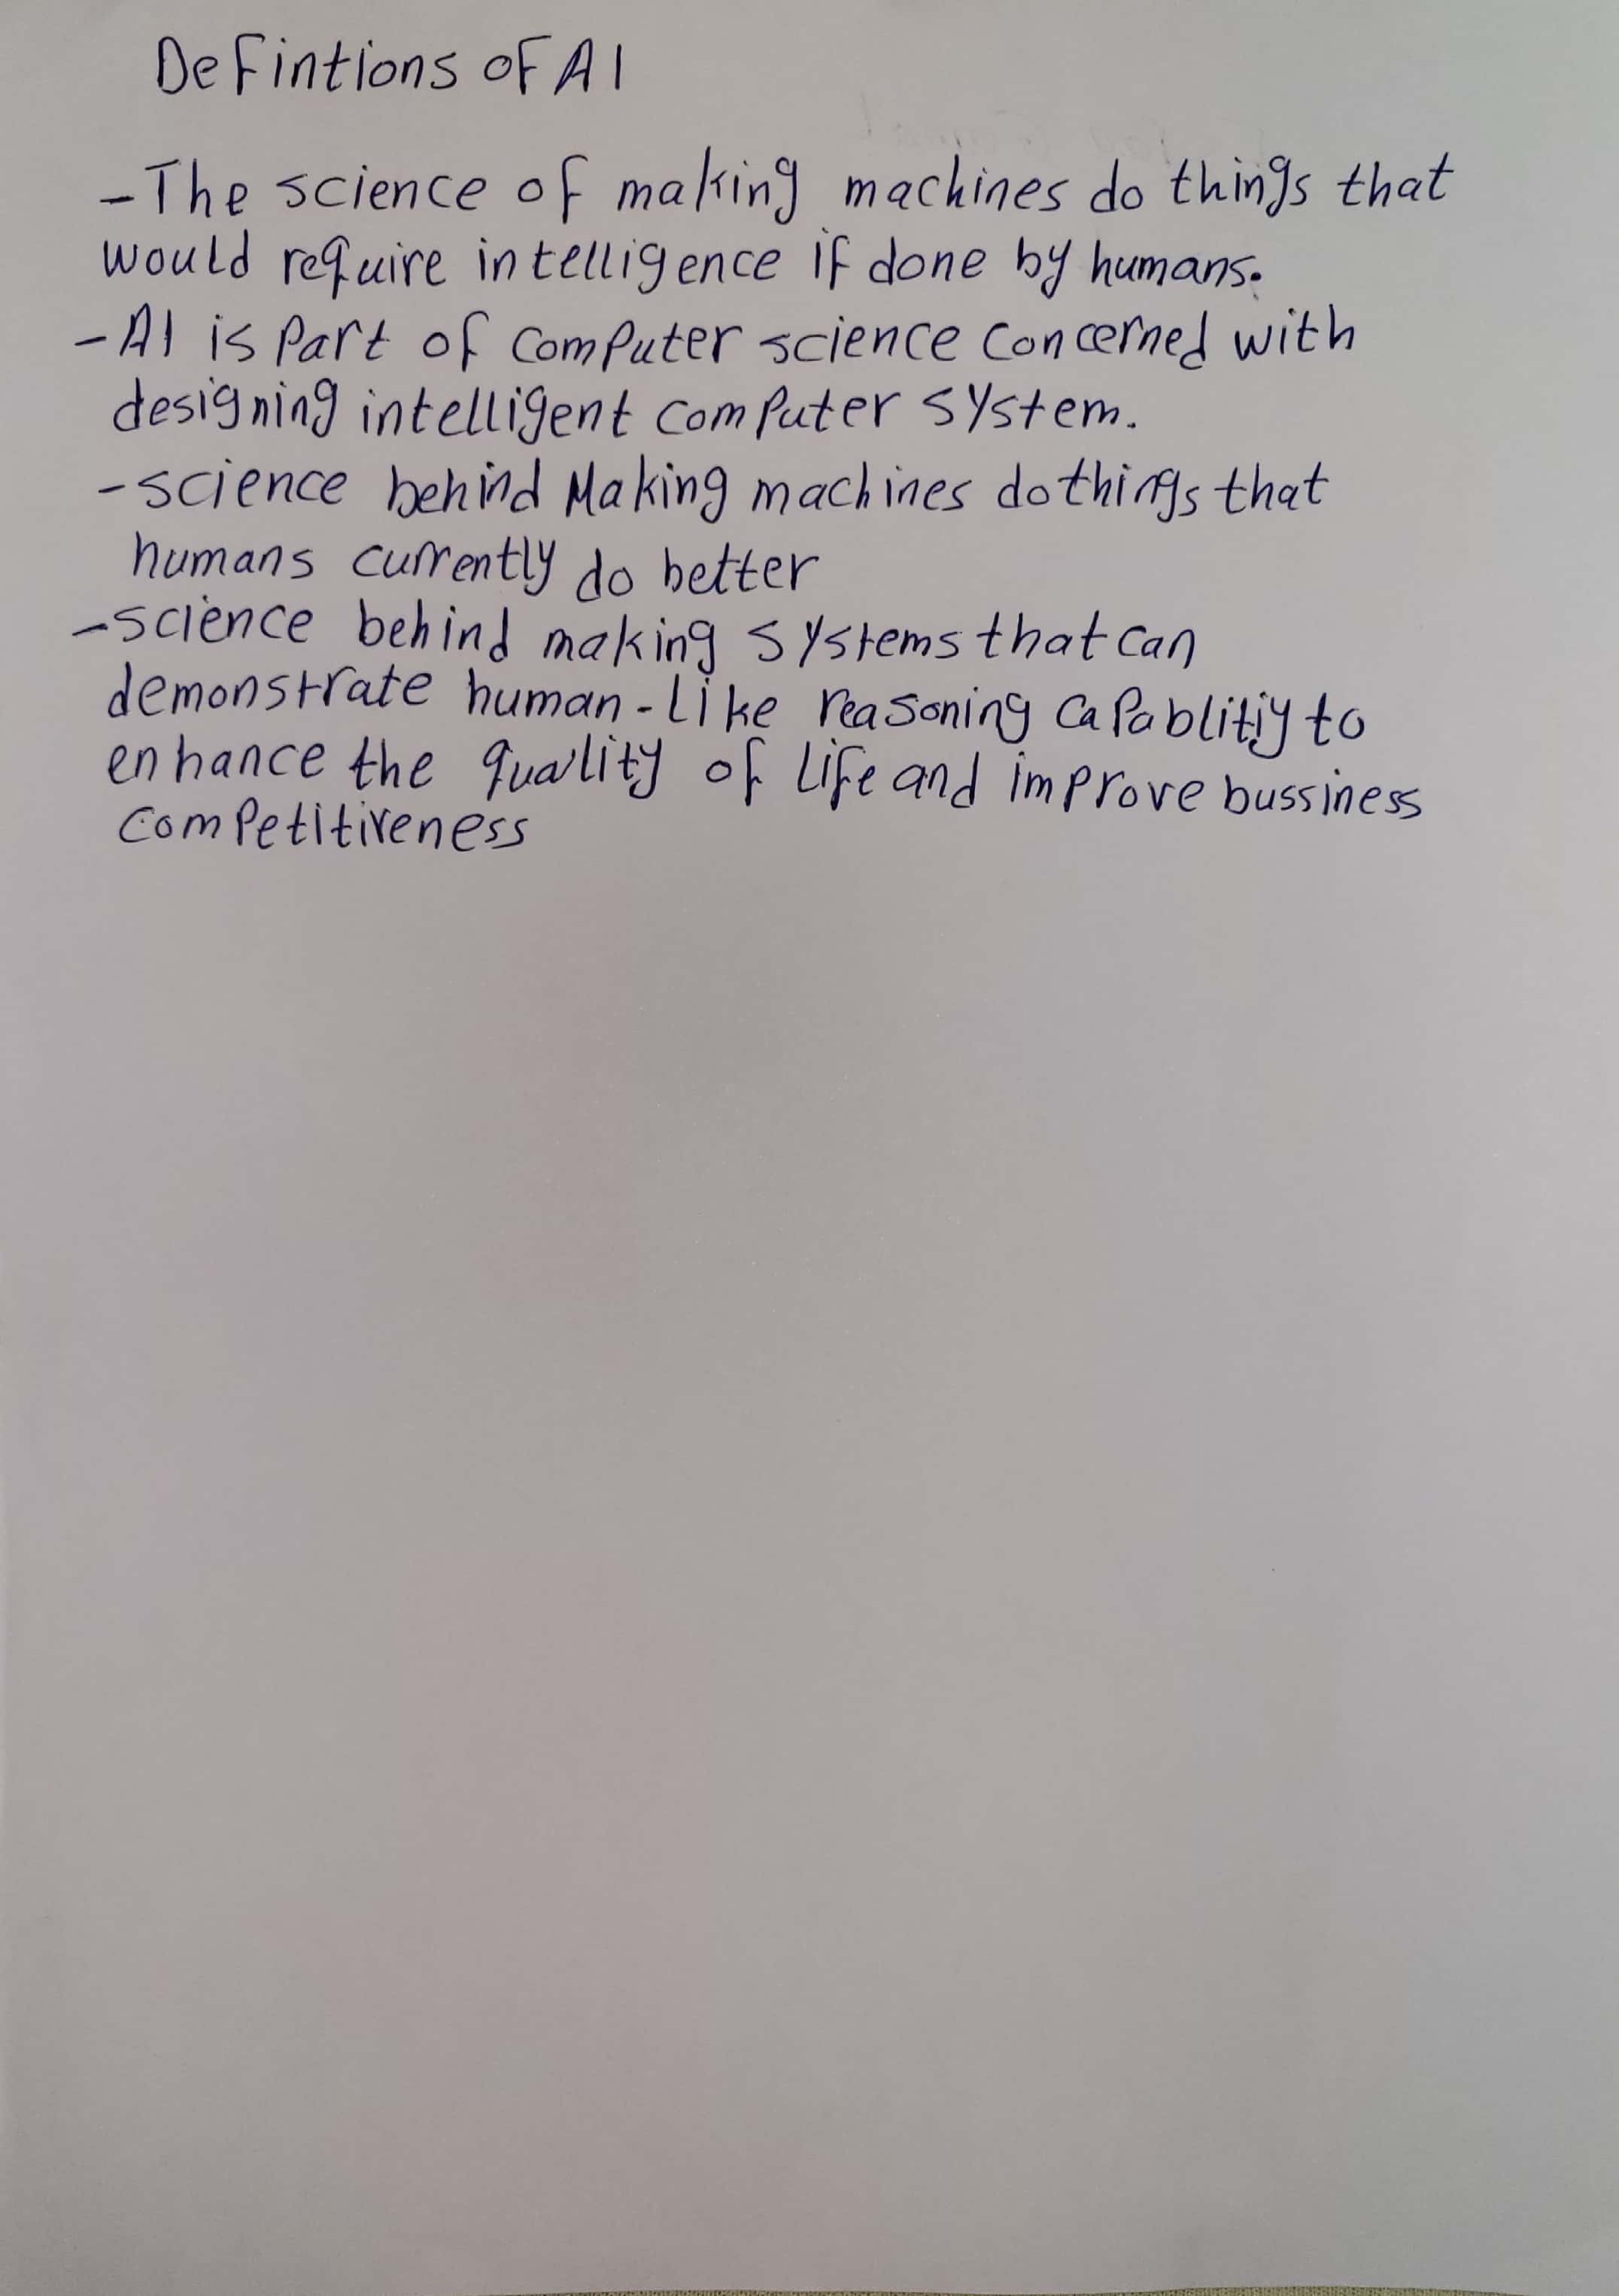 Defintions of AI
- The science of making machines do things that
would require intelligence if done by humans.
- AI is Part of computer science concerned with
designing intelligent computer system.
- science behind Making machines do things that
humans currently do better
- science behind making systems that can
demonstrate human-like reasoning capablitiy to
enhance the quality of life and improve bussiness
competitiveness